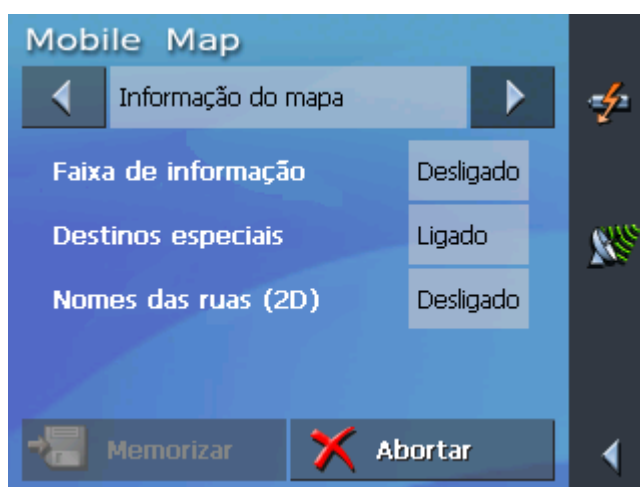 Mobile Map
Informação do mapa
Faixa de informação Desligado
Destinos especiais Ligado
Nomes das ruas (2D) Desligado
Memorizar Abortar